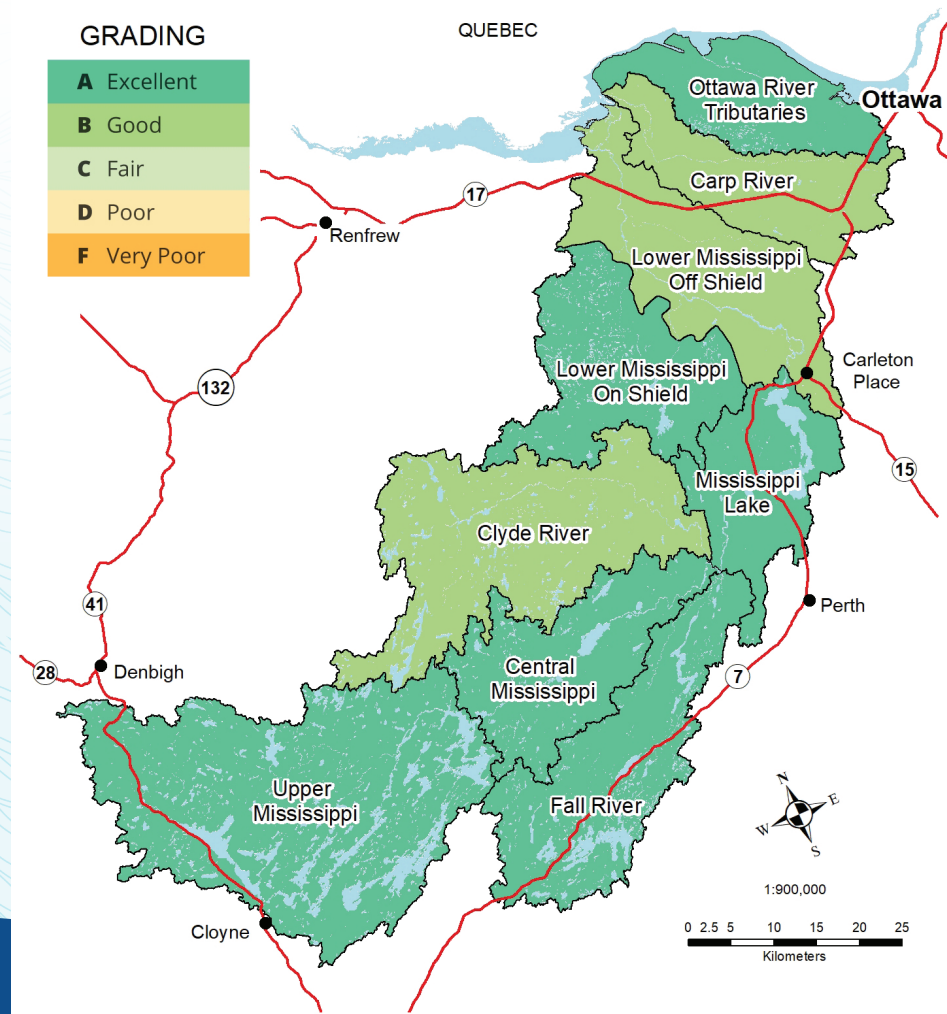 GRADING
A Excellent
B Good
C Fair
D Poor
F Very Poor
QUEBEC
Ottawa River
Tributaries
Ottawa
Carp River
17
Renfrew
Lower Mississippi
Off Shield
132
Lower Mississippi
On Shield
Carleton
Place
15
Mississippi
Lake
Clyde River
41
Perth
28
Denbigh
Central
Mississippi
7
Upper
Mississippi
Fall River
N
E
W
S
1:900,000
0 2.5 5 10 15 20 25
Kilometers
Cloyne